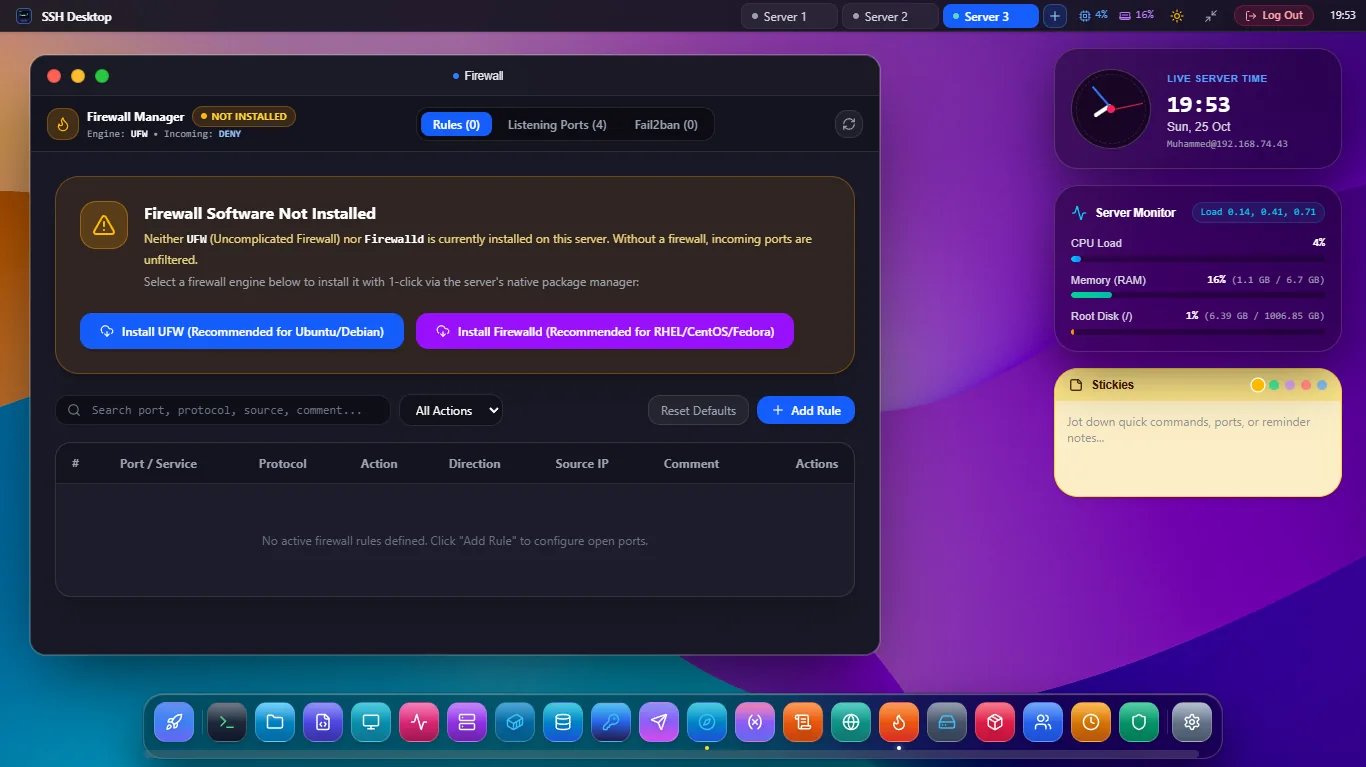 SSH Desktop
Server 1
Server 2
Server 3
4%
16%
Log Out
19:53
Firewall
Firewall Manager
NOT INSTALLED
Engine: UFW • Incoming: DENY
Rules (0)
Listening Ports (4)
Fail2ban (0)
Firewall Software Not Installed
Neither UFW (Uncomplicated Firewall) nor Firewalld is currently installed on this server. Without a firewall, incoming ports are
unfiltered.
Select a firewall engine below to install it with 1-click via the server's native package manager:
Install UFW (Recommended for Ubuntu/Debian)
Install Firewalld (Recommended for RHEL/CentOS/Fedora)
Search port, protocol, source, comment...
All Actions
Reset Defaults
Add Rule
# Port / Service Protocol Action Direction Source IP Comment Actions
No active firewall rules defined. Click "Add Rule" to configure open ports.
LIVE SERVER TIME
19:53
Sun, 25 Oct
Muhammed@192.168.74.43
Server Monitor
Load 0.14, 0.41, 0.71
CPU Load 4%
Memory (RAM) 16% (1.1 GB / 6.7 GB)
Root Disk (/) 1% (6.39 GB / 1006.85 GB)
Stickies
Jot down quick commands, ports, or reminder
notes...